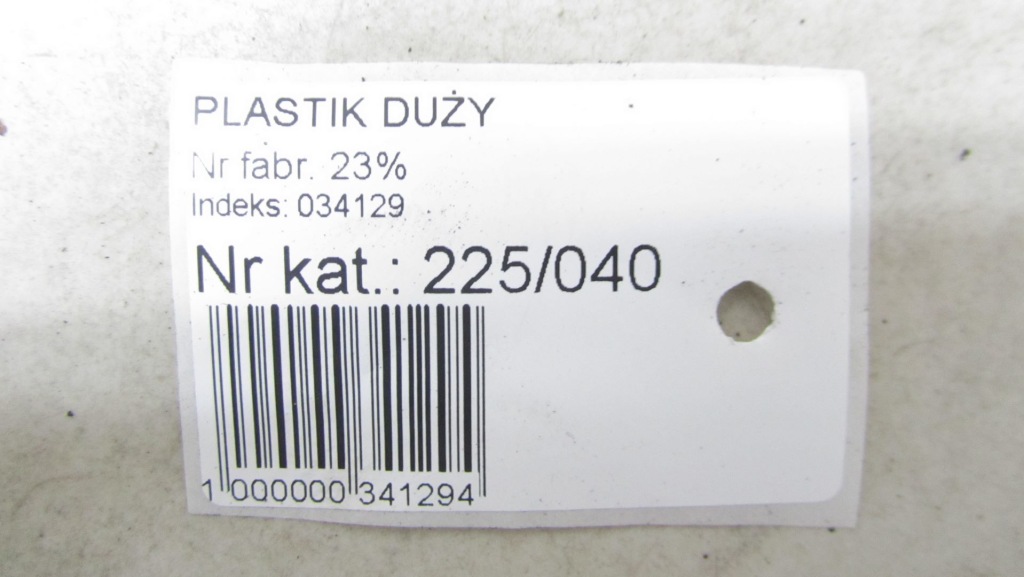 PLASTIK DUŻY
Nr fabr. 23%
Indeks: 034129
Nr kat.: 225/040
1 000000 341294